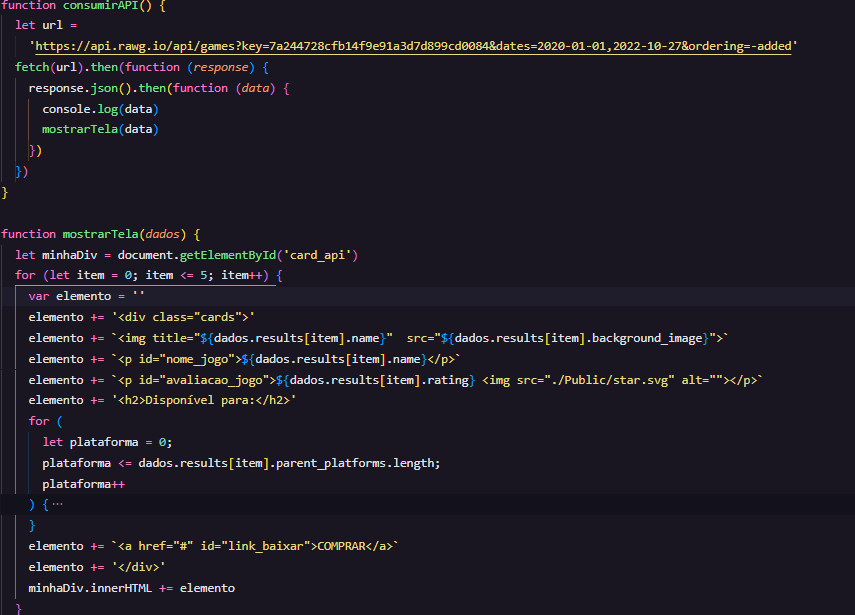 function consumirAPI() {
let url =
'https://api.rawg.io/api/games?key=7a244728cfb14f9e91a3d7d899cd0084&dates=2020-01-01,2022-10-27&ordering=-added'
fetch(url).then(function (response) {
response.json().then(function (data) {
console.log(data)
mostrarTela(data)
})
})
}
function mostrarTela(dados) {
let minhaDiv = document.getElementById('card_api')
for (let item = 0; item <= 5; item++) {
var elemento = ''
elemento += '<div class="cards">'
elemento += `<img title="${dados.results[item].name}"  src="${dados.results[item].background_image}">`
elemento += `<p id="nome_jogo">${dados.results[item].name}</p>`
elemento += `<p id="avaliacao_jogo">${dados.results[item].rating} <img src="./Public/star.svg" alt=""></p>`
elemento += '<h2>Disponível para:</h2>'
for (
let plataforma = 0;
plataforma <= dados.results[item].parent_platforms.length;
plataforma++
) { ⋯
}
elemento += `<a href="#" id="link_baixar">COMPRAR</a>`
elemento += '</div>'
minhaDiv.innerHTML += elemento
}